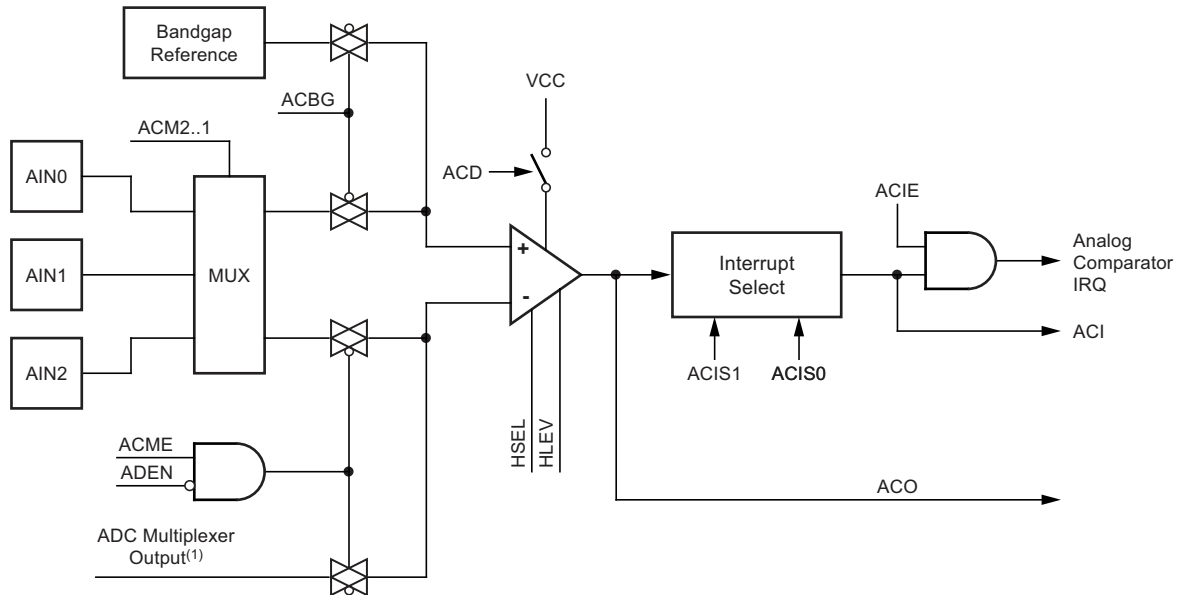 Bandgap
Reference
VCC
ACBG
ACM2..1
ACD
AIN0
ACIE
+
Analog
Comparator
IRQ
AIN1
MUX
Interrupt
Select
-
ACI
AIN2
ACIS1
ACIS0
HSEL
HLEV
ACME
ADEN
ACO
ADC Multiplexer
Output(1)